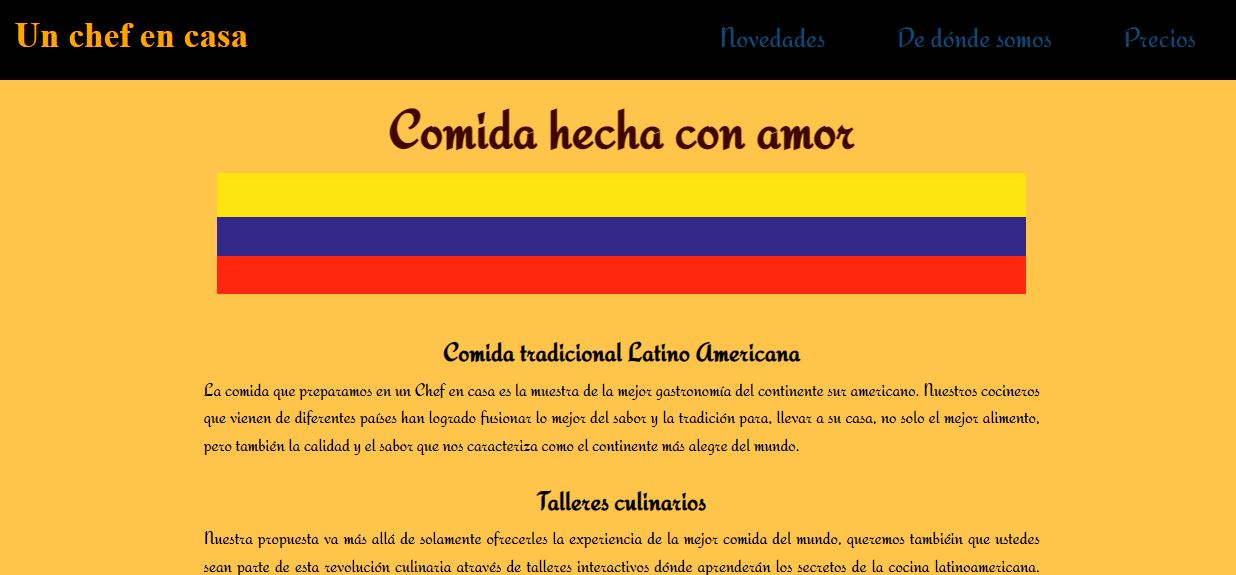 Un chef en casa
Novedades
De dónde somos
Precios
Comida hecha con amor
Comida tradicional Latino Americana
La comida que preparamos en un Chef en casa es la muestra de la mejor gastronomía del continente sur americano. Nuestros cocineros
que vienen de diferentes países han logrado fusionar lo mejor del sabor y la tradición para, llevar a su casa, no solo el mejor alimento,
pero también la calidad y el sabor que nos caracteriza como el continente más alegre del mundo.
Talleres culinarios
Nuestra propuesta va más allá de solamente ofrecerles la experiencia de la mejor comida del mundo, queremos tambiéin que ustedes
sean parte de esta revolución culinaria através de talleres interactivos dónde aprenderán los secretos de la cocina latinoamericana.